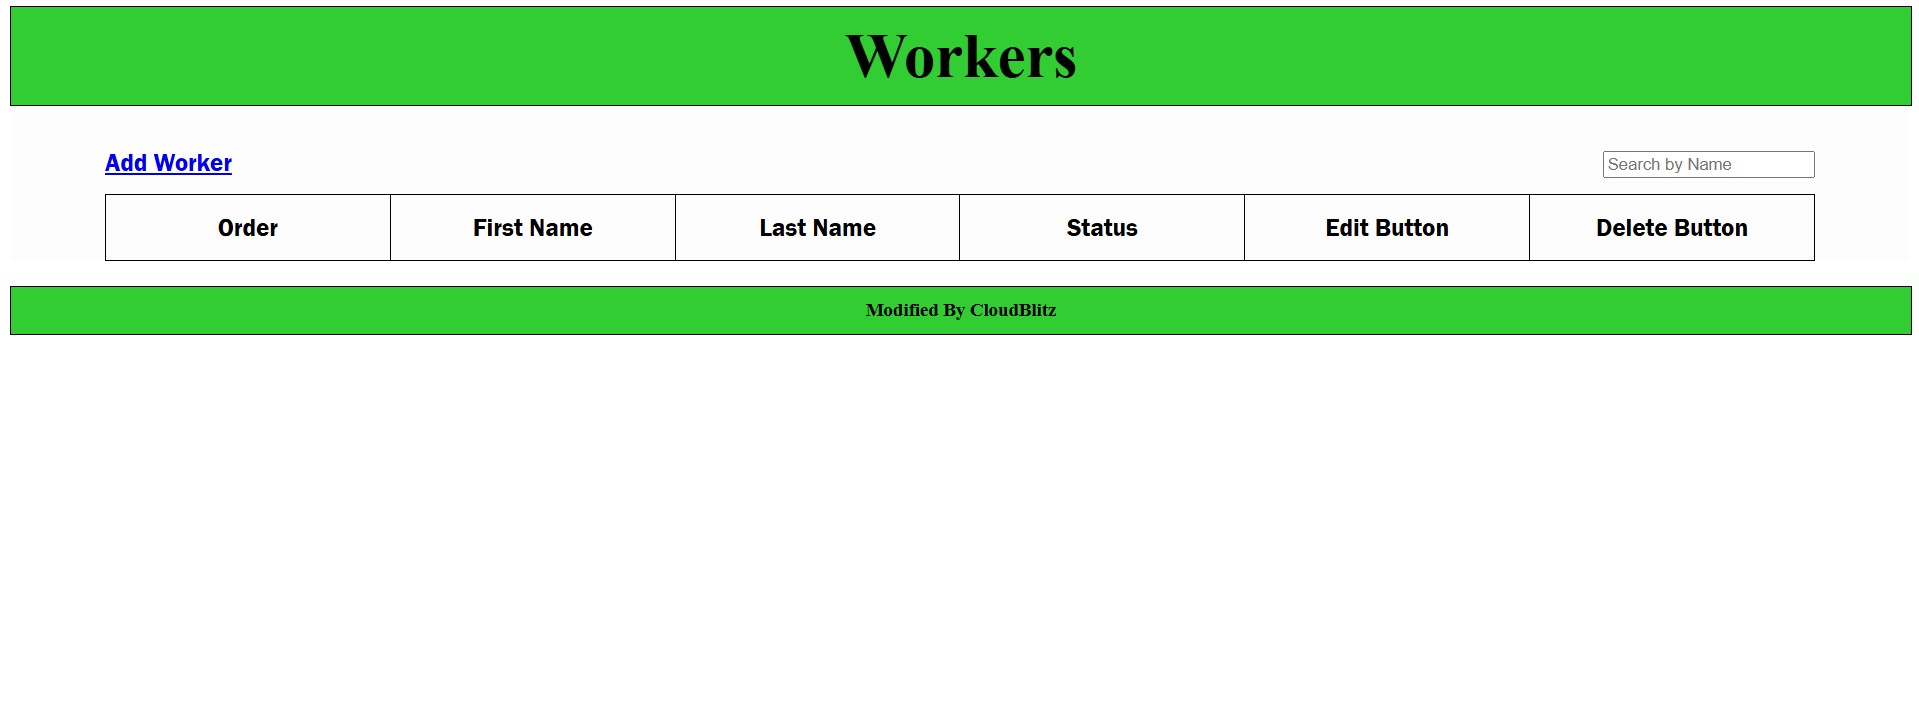 Workers
Add Worker
Search by Name
Order First Name Last Name Status Edit Button Delete Button
Modified By CloudBlitz